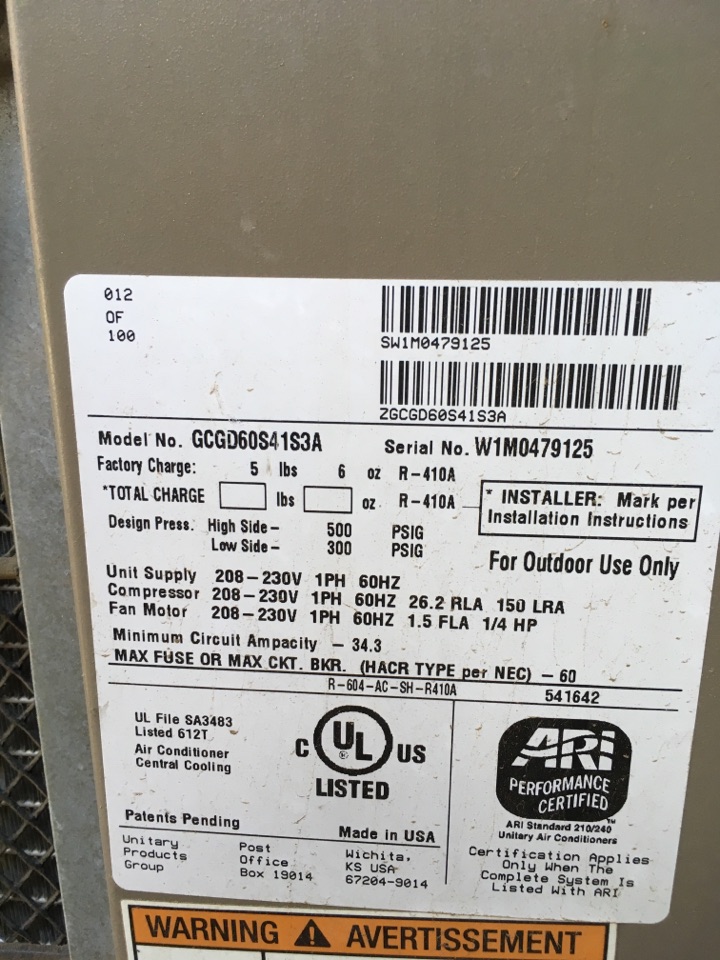 012
OF
100
SW1M0479125
ZGCGD60S41S3A
Model No. GCGD60S41S3A Serial No. W1M0479125
Factory Charge: 5 lbs 6 oz R-410A
*TOTAL CHARGE lbs oz R-410A
* INSTALLER: Mark per
Installation Instructions
Design Press. High Side- 500 PSIG
Low Side- 300 PSIG
For Outdoor Use Only
Unit Supply 208-230V 1PH 60HZ
Compressor 208-230V 1PH 60HZ 26.2 RLA 150 LRA
Fan Motor 208-230V 1PH 60HZ 1.5 FLA 1/4 HP
Minimum Circuit Ampacity - 34.3
MAX FUSE OR MAX CKT. BKR. (HACR TYPE per NEC) - 60
R-604-AC-SH-R410A 541642
UL File SA3483
Listed 612T
Air Conditioner
Central Cooling
C UL US
®
LISTED
ARI
PERFORMANCE
CERTIFIED
TM
ARI Standard 210/240
Unitary Air Conditioners
Certification Applies
Only When The
Complete System Is
Listed With ARI
Patents Pending Made in USA
Unitary
Products
Group
Post
Office
Box 19014
Wichita,
KS USA
67204-9014
WARNING AVERTISSEMENT